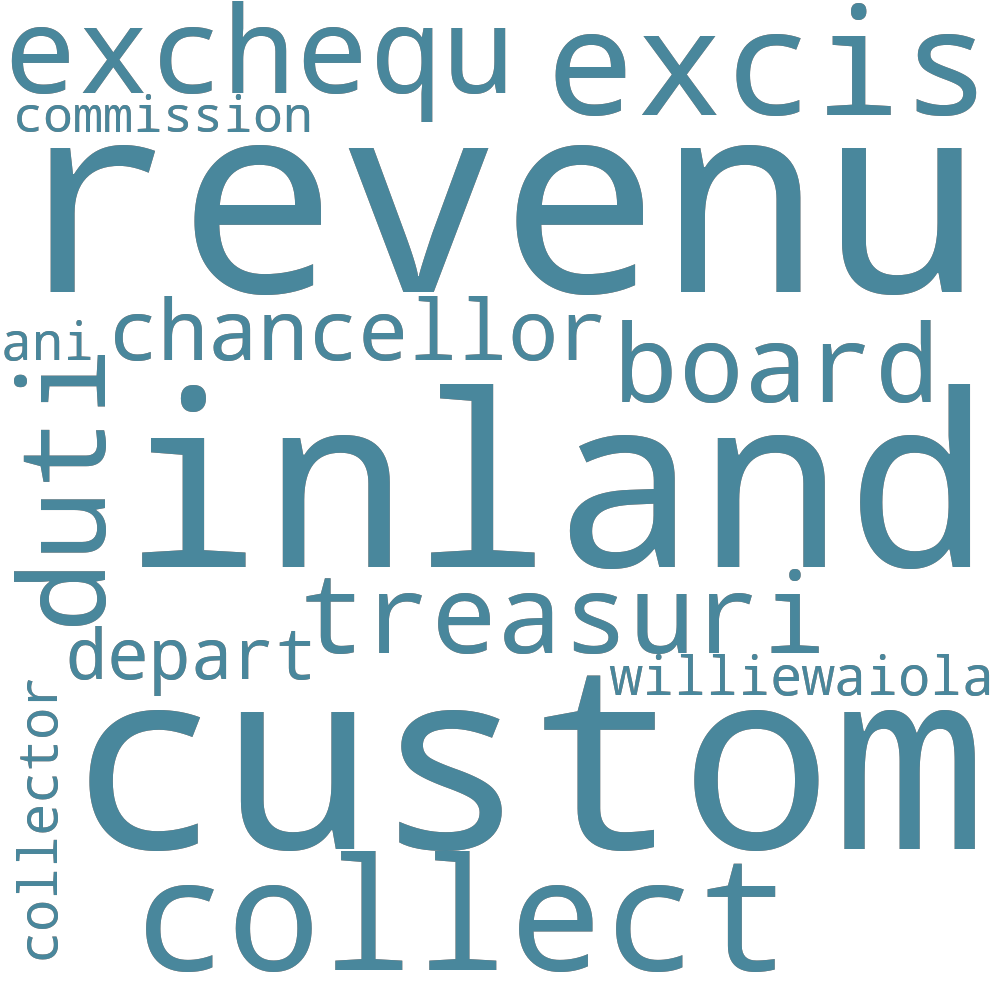 exchequ
excis
commission
revenu
ani
chancellor
board
duti
inland
treasuri
depart
williewaiola
collector
custom
collect